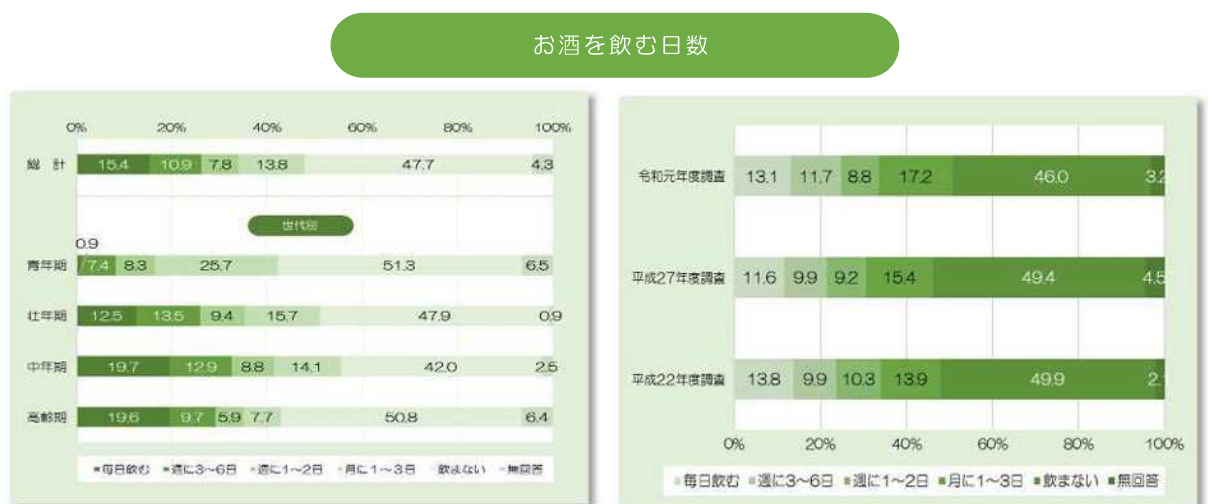 お酒を飲む日数
0% 20% 40% 60% 80% 100%
総 計 15.4 10.9 7.8 13.8 47.7 4.3
世代別
0.9
青年期 7.4 8.3 25.7 51.3 6.5
壮年期 12.5 13.5 9.4 15.7 47.9 0.9
中年期 19.7 12.9 8.8 14.1 42.0 2.5
高齢期 19.6 9.7 5.9 7.7 50.8 6.4
■毎日飲む ■週に3～6日 ■週に1～2日 ■月に1～3日 飲まない ■無回答
令和元年度調査 13.1 11.7 8.8 17.2 46.0 3.2
平成27年度調査 11.6 9.9 9.2 15.4 49.4 4.5
平成22年度調査 13.8 9.9 10.3 13.9 49.9 2.
0% 20% 40% 60% 80% 100%
■毎日飲む ■週に3～6日 ■週に1～2日 ■月に1～3日 ■飲まない ■無回答